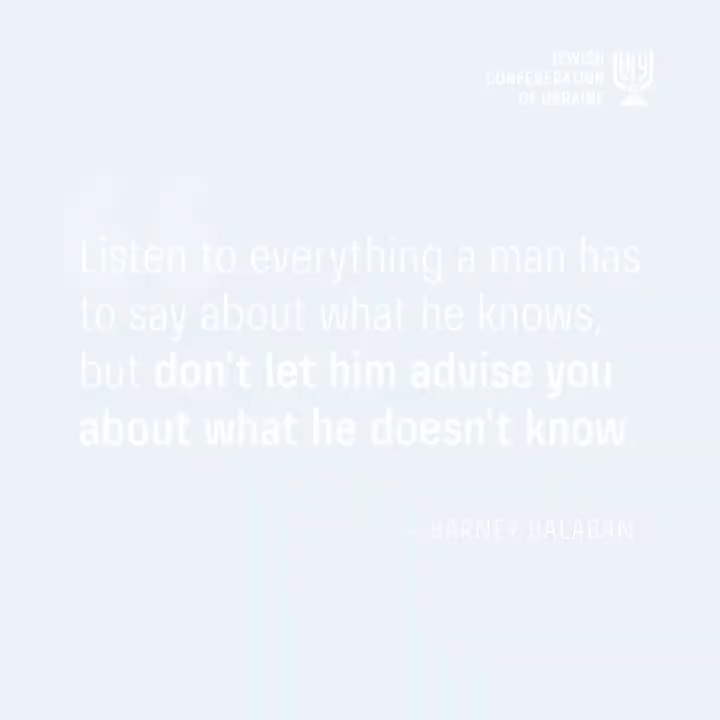 JEWISH
CONFEDERATION
OF UKRAINE
“
Listen to everything a man has
to say about what he knows,
but don't let him advise you
about what he doesn't know.
— BARNEY BALABAN